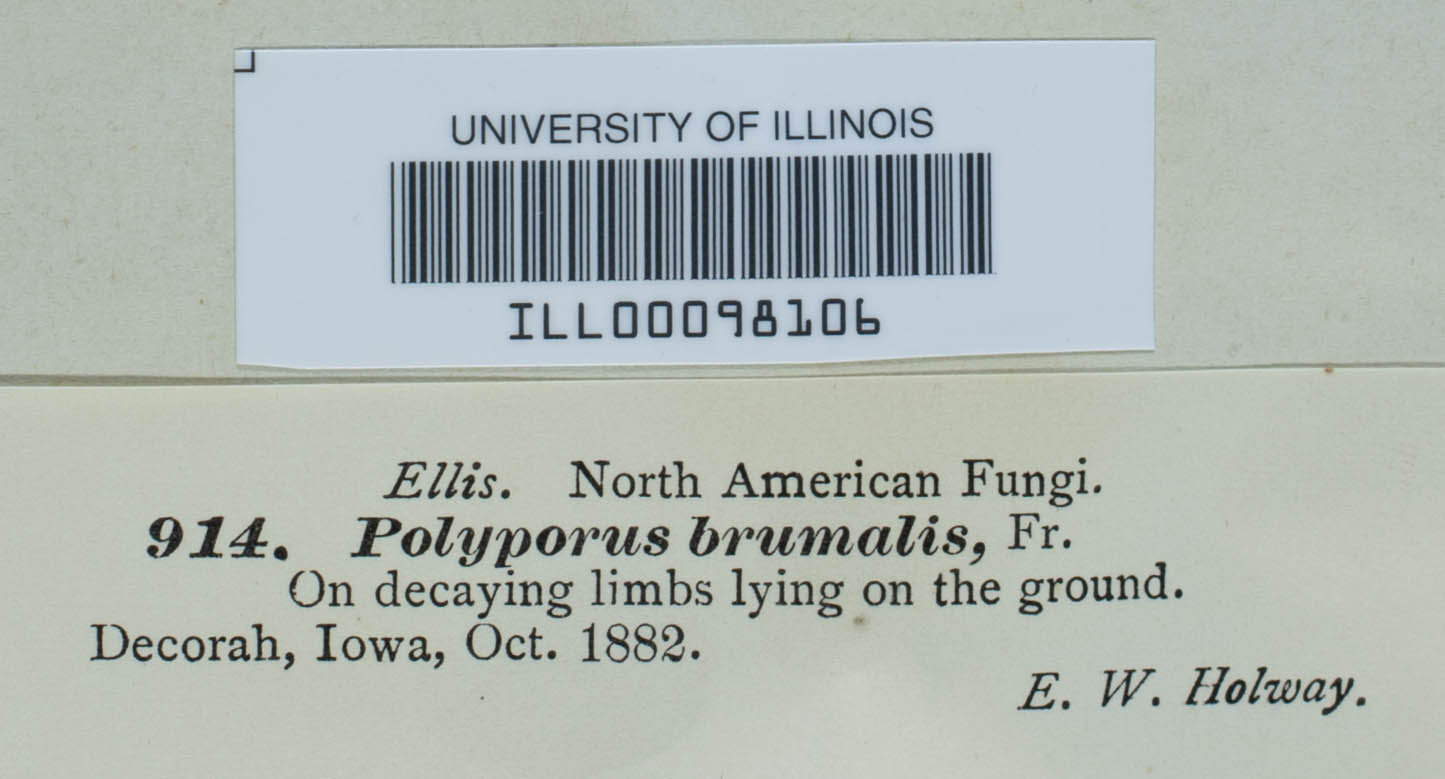 UNIVERSITY OF ILLINOIS
ILL00098106
Ellis. North American Fungi.
914. Polyporus brumalis, Fr.
On decaying limbs lying on the ground.
Decorah, Iowa, Oct. 1882.
E. W. Holway.